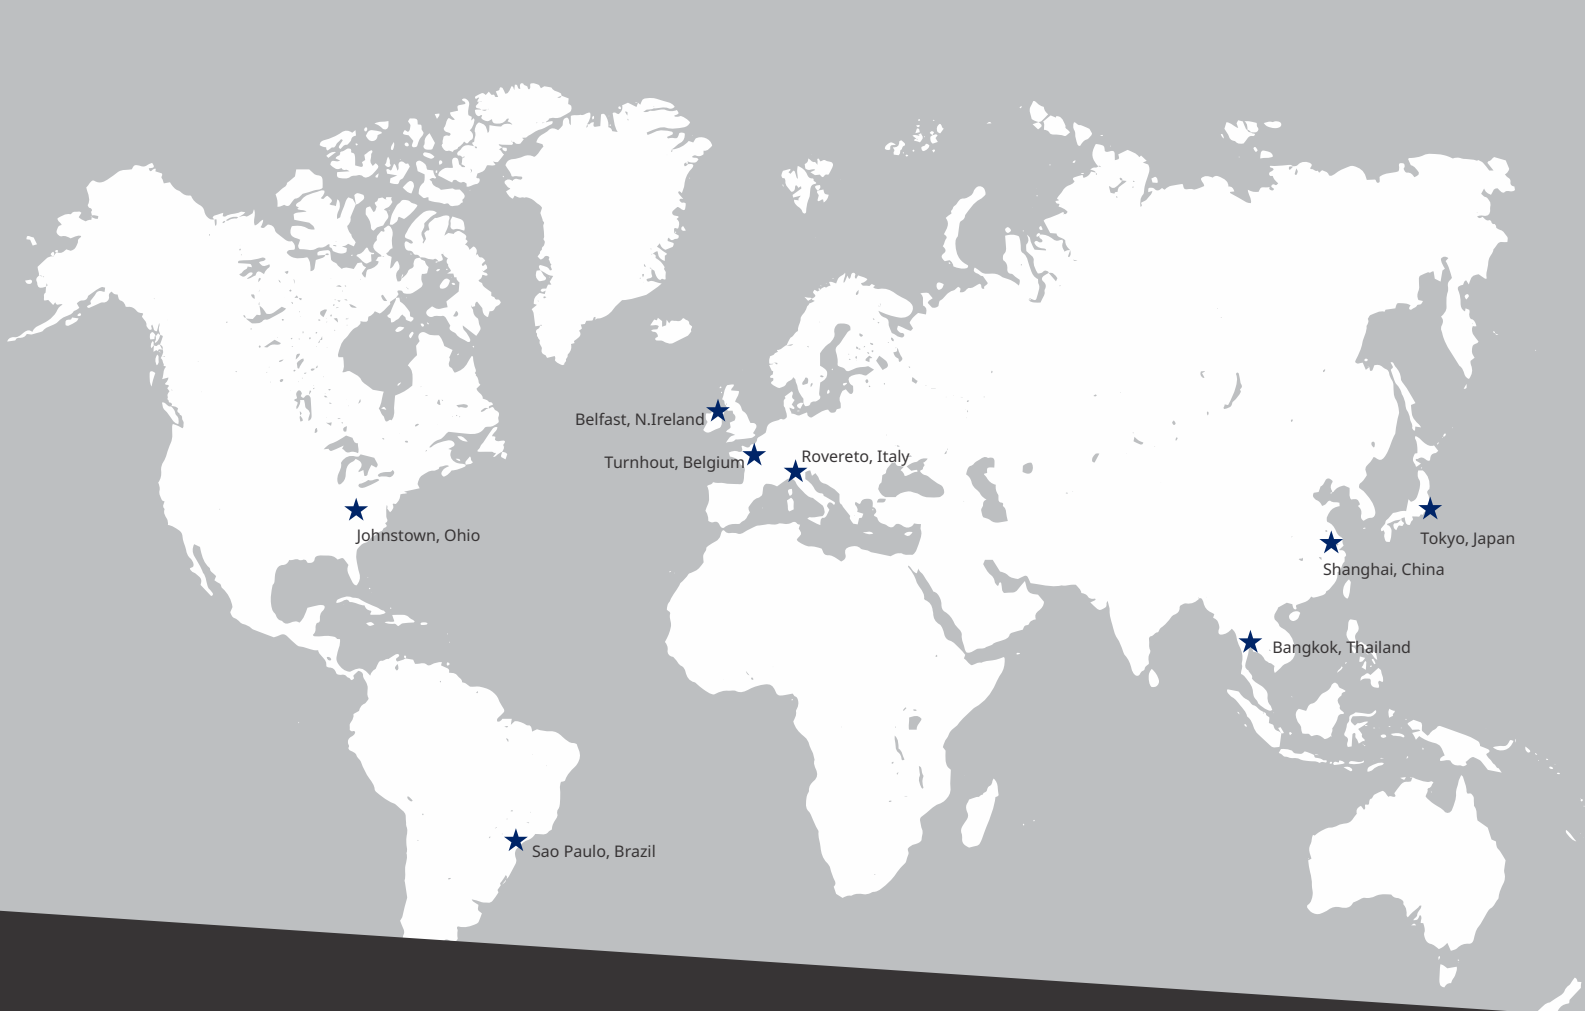 Belfast, N.Ireland
Rovereto, Italy
Turnhout, Belgium
Johnstown, Ohio
Tokyo, Japan
Shanghai, China
Bangkok, Thailand
Sao Paulo, Brazil